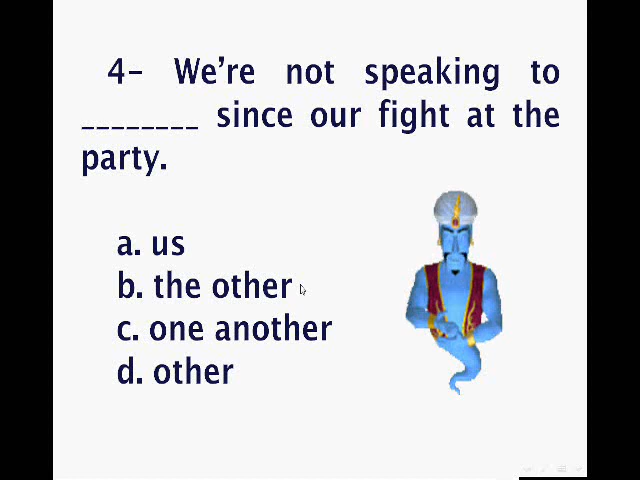 4- We're not speaking to
________ since our fight at the
party.
a. us
b. the other
c. one another
d. other